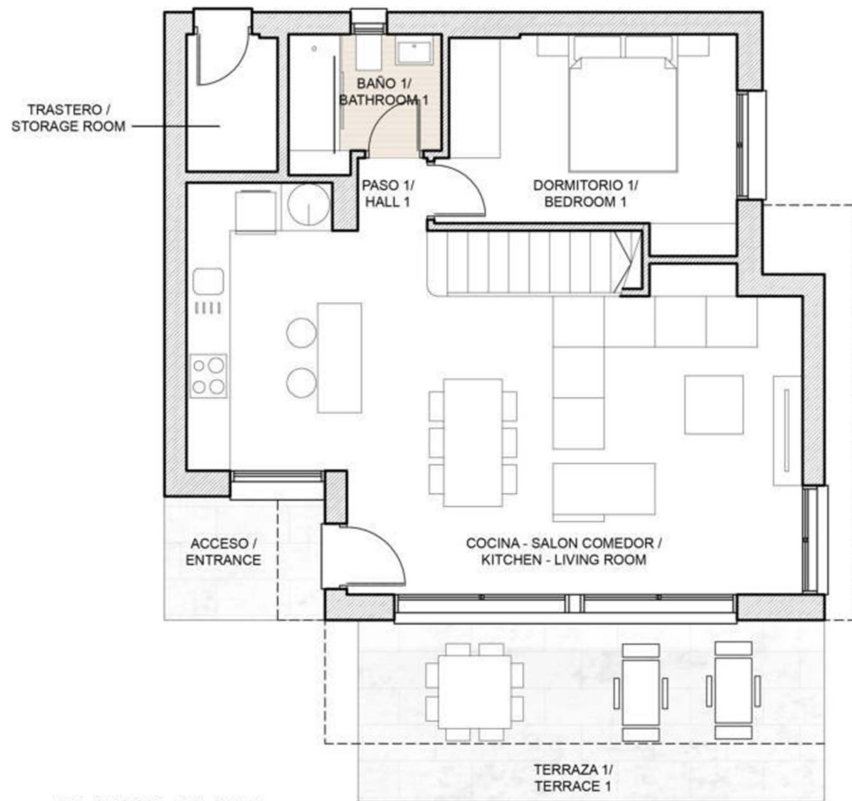 BAÑO 1/
BATHROOM 1
TRASTERO /
STORAGE ROOM
PASO 1/
HALL 1
DORMITORIO 1/
BEDROOM 1
ACCESO /
ENTRANCE
COCINA - SALON COMEDOR /
KITCHEN - LIVING ROOM
TERRAZA 1/
TERRACE 1